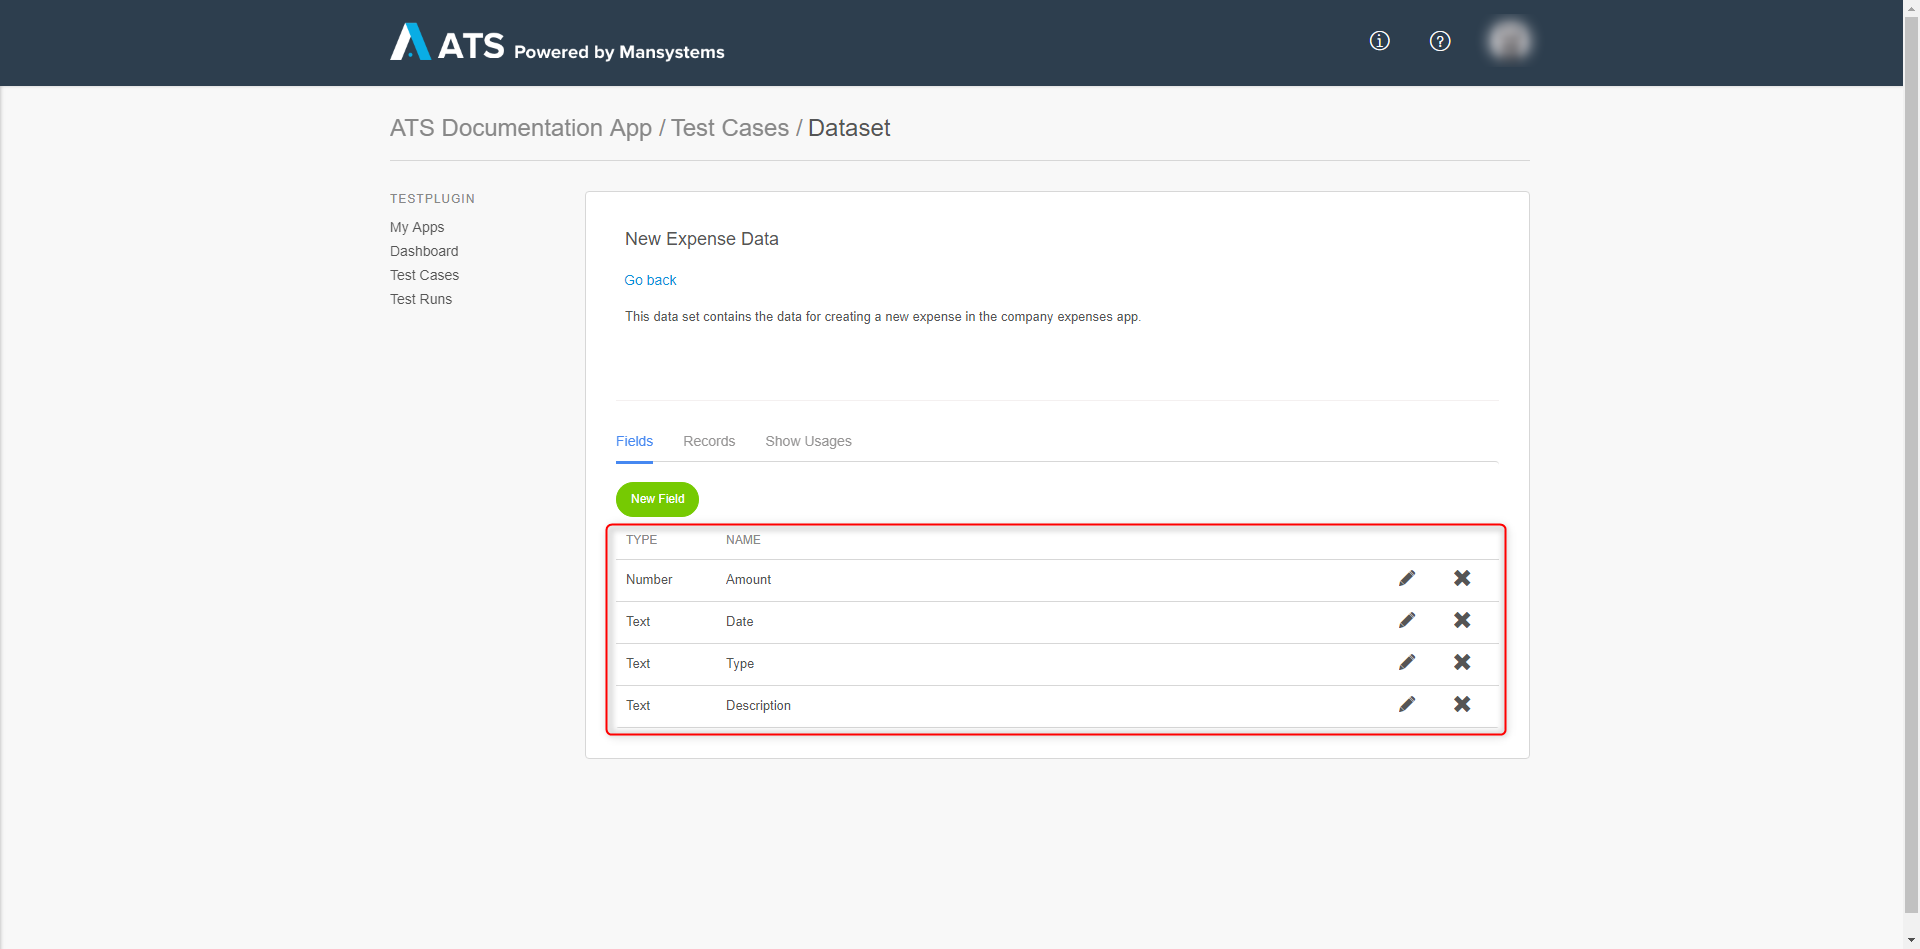 ATS Powered by Mansystems
ATS Documentation App / Test Cases / Dataset
TESTPLUGIN
My Apps
Dashboard
Test Cases
Test Runs
New Expense Data
Go back
This data set contains the data for creating a new expense in the company expenses app.
Fields Records Show Usages
New Field
TYPE NAME
Number Amount
Text Date
Text Type
Text Description